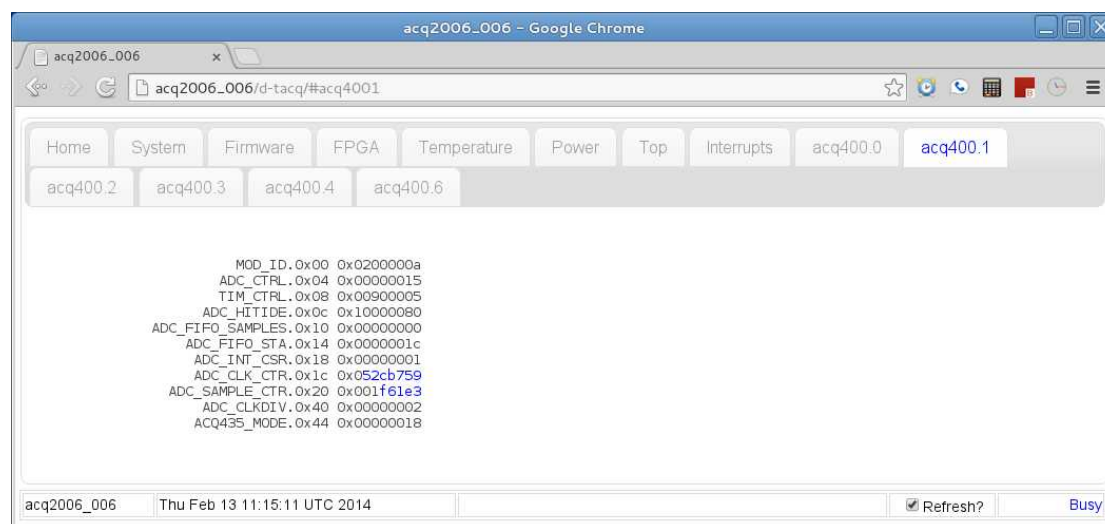 acq2006_006 - Google Chrome
acq2006_006
acq2006_006/d-tacq/#acq4001
Home System Firmware FPGA Temperature Power Top Interrupts acq400.0 acq400.1
acq400.2 acq400.3 acq400.4 acq400.6
MOD_ID.0x00 0x0200000a
ADC_CTRL.0x04 0x00000015
TIM_CTRL.0x08 0x00900005
ADC_HITIDE.0x0c 0x10000080
ADC_FIFO_SAMPLES.0x10 0x00000000
ADC_FIFO_STA.0x14 0x0000001c
ADC_INT_CSR.0x18 0x00000001
ADC_CLK_CTR.0x1c 0x052cb759
ADC_SAMPLE_CTR.0x20 0x001f61e3
ADC_CLKDIV.0x40 0x00000002
ACQ435_MODE.0x44 0x00000018
acq2006_006 Thu Feb 13 11:15:11 UTC 2014 Refresh? Busy